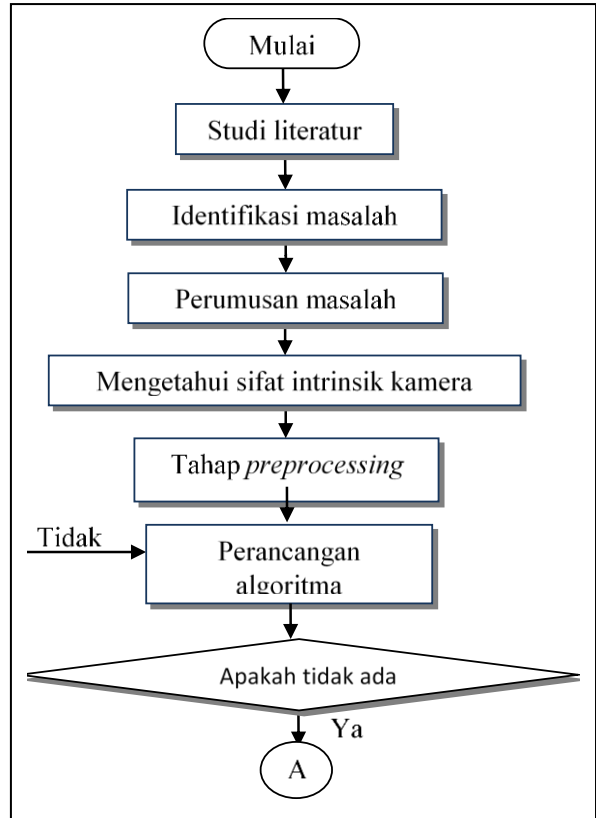 Mulai
Studi literatur
Identifikasi masalah
Perumusan masalah
Mengetahui sifat intrinsik kamera
Tahap preprocessing
Tidak
Perancangan
algoritma
Apakah tidak ada
Ya
A